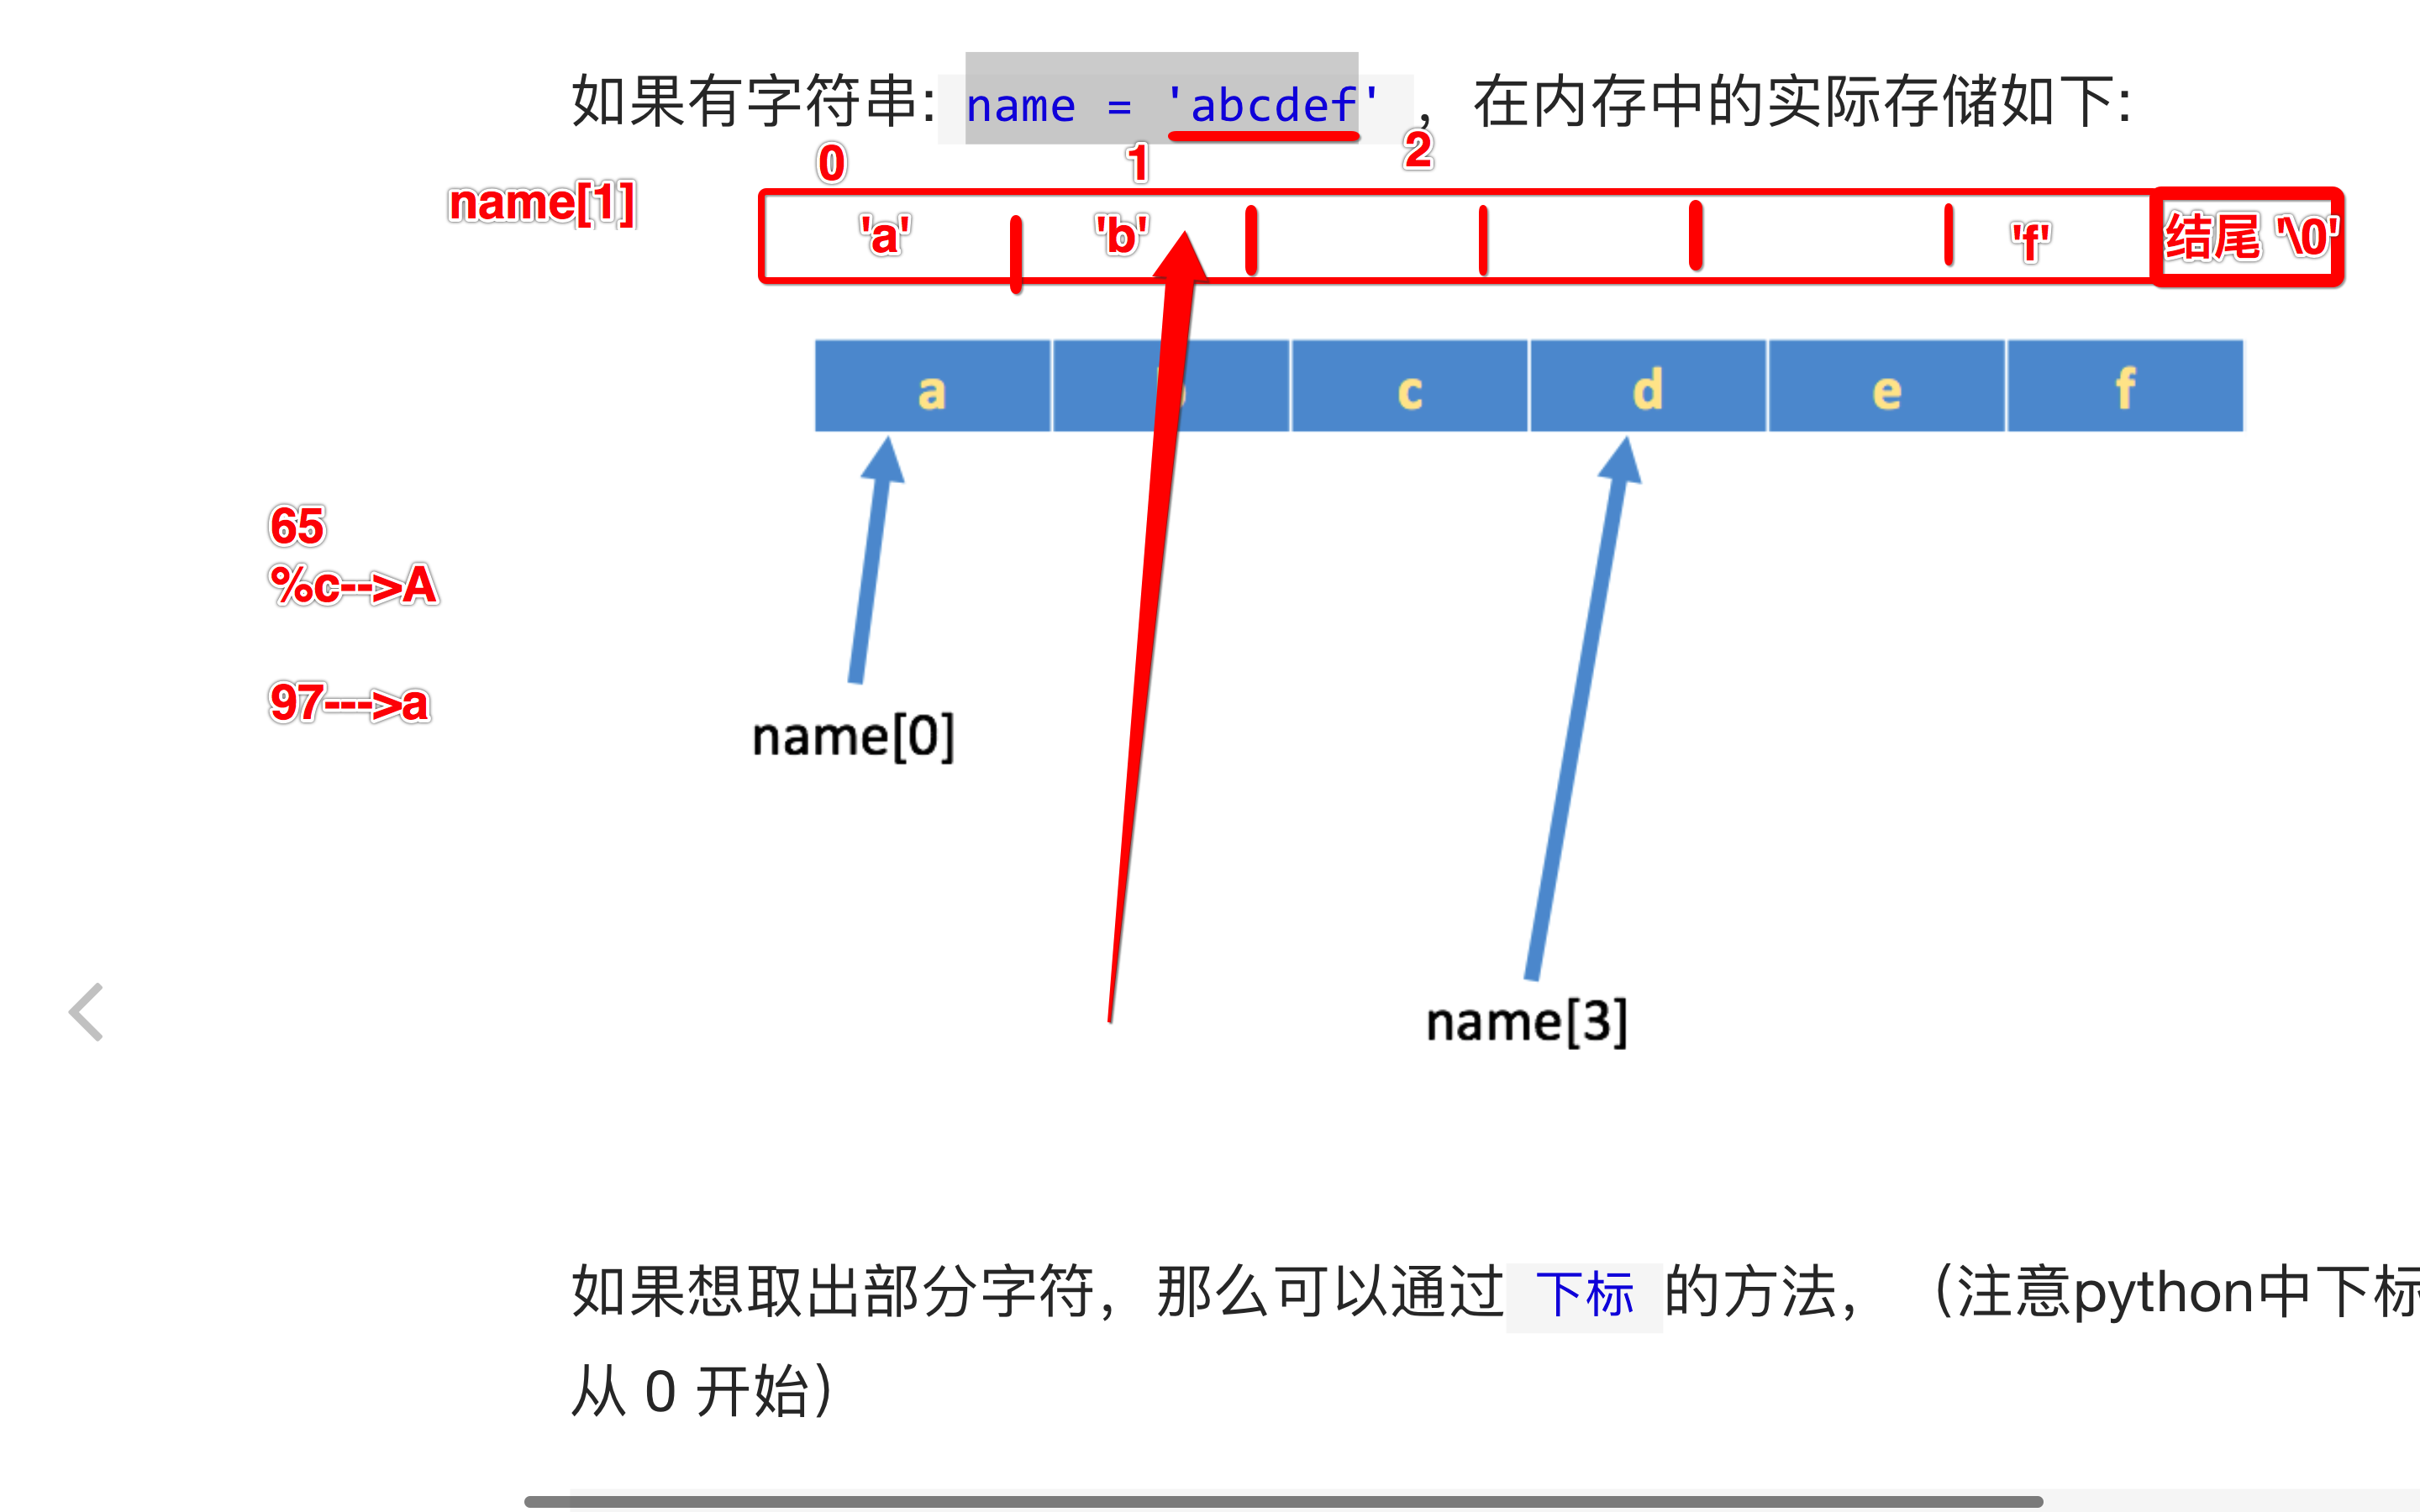 如果有字符串: name = 'abcdef' ，在内存中的实际存储如下:
0 1 2
name[1]
'a' 'b' 'f' 结尾 '\0'
a c d e f
65
%c-->A
97--->a
name[0]
name[3]
如果想取出部分字符，那么可以通过 下标 的方法，（注意python中下标
从 0 开始）